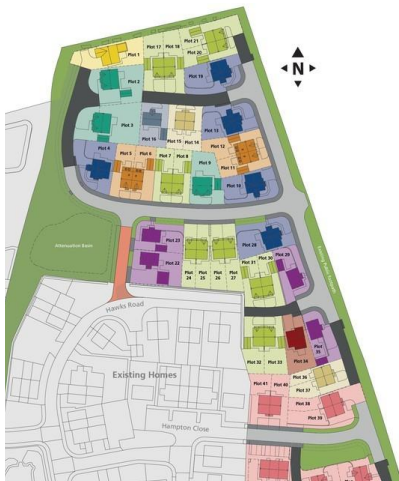 Plot 21
Plot 17
Plot 18
Plot 20
Plot 1
N
Plot 19
Plot 2
Plot 3
Plot 16
Plot 13
Plot 15
Plot 14
Plot 4
Plot 5
Plot 6
Plot 7
Plot 8
Plot 12
Plot 9
Plot 11
Plot 10
Plot 23
Plot 28
Attenuation Basin
Plot 22
Plot 24
Plot 25
Plot 26
Plot 27
Plot 30
Plot 29
Plot 31
Hawks Road
Plot 35
Plot 32
Plot 33
Existing Homes
Plot 36
Plot 41
Plot 40
Plot 37
Plot 38
Plot 39
Hampton Close